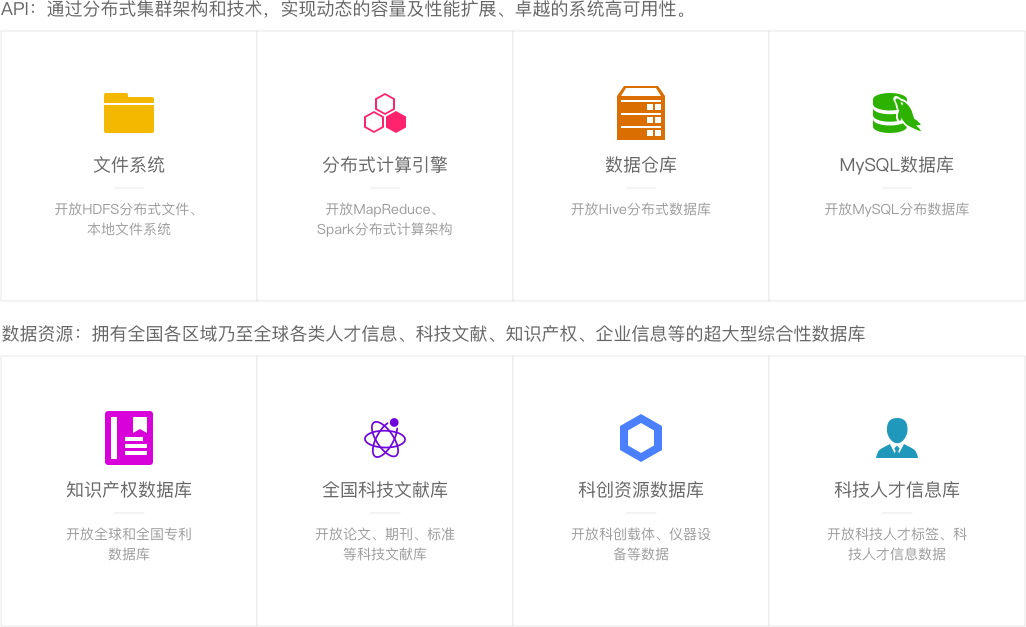 API：通过分布式集群架构和技术，实现动态的容量及性能扩展、卓越的系统高可用性。
文件系统
开放HDFS分布式文件、
本地文件系统
分布式计算引擎
开放MapReduce、
Spark分布式计算架构
数据仓库
开放Hive分布式数据库
MySQL数据库
开放MySQL分布数据库
数据资源：拥有全国各区域乃至全球各类人才信息、科技文献、知识产权、企业信息等的超大型综合性数据库
知识产权数据库
开放全球和全国专利
数据库
全国科技文献库
开放论文、期刊、标准
等科技文献库
科创资源数据库
开放科创载体、仪器设
备等数据
科技人才信息库
开放科技人才标签、科
技人才信息数据